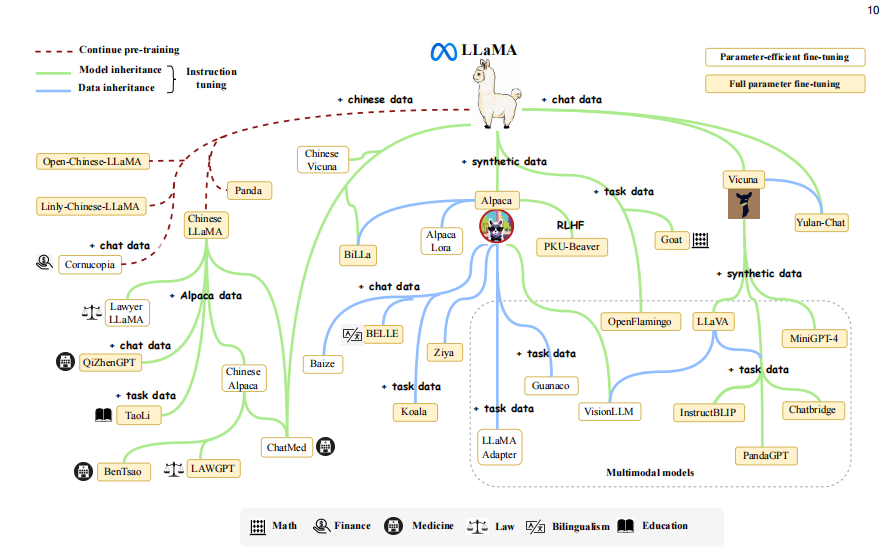 10
Continue pre-training
Model inheritance
Data inheritance
Instruction
tuning
LLaMA
Parameter-efficient fine-tuning
Full parameter fine-tuning
+ chinese data
+ chat data
+ synthetic data
+ task data
Open-Chinese-LLaMA
Linly-Chinese-LLaMA
Panda
Chinese
LLaMA
+ chat data
Cornucopia
Chinese
Vicuna
Alpaca
Vicuna
BiLLa
Alpaca
Lora
RLHF
PKU-Beaver
Goat
Yulan-Chat
+ Alpaca data
+ chat data
+ synthetic data
Lawyer
LLaMA
BELLE
OpenFlamingo
LLaVA
MiniGPT-4
+ chat data
QiZhenGPT
Baize
Ziya
+ task data
+ task data
Chinese
Alpaca
+ task data
Guanaco
+ task data
TaoLi
Koala
+ task data
VisionLLM
InstructBLIP
Chatbridge
ChatMed
LLaMA
Adapter
PandaGPT
BenTsao
LAWGPT
Multimodal models
Math
Finance
Medicine
Law
Bilingualism
Education